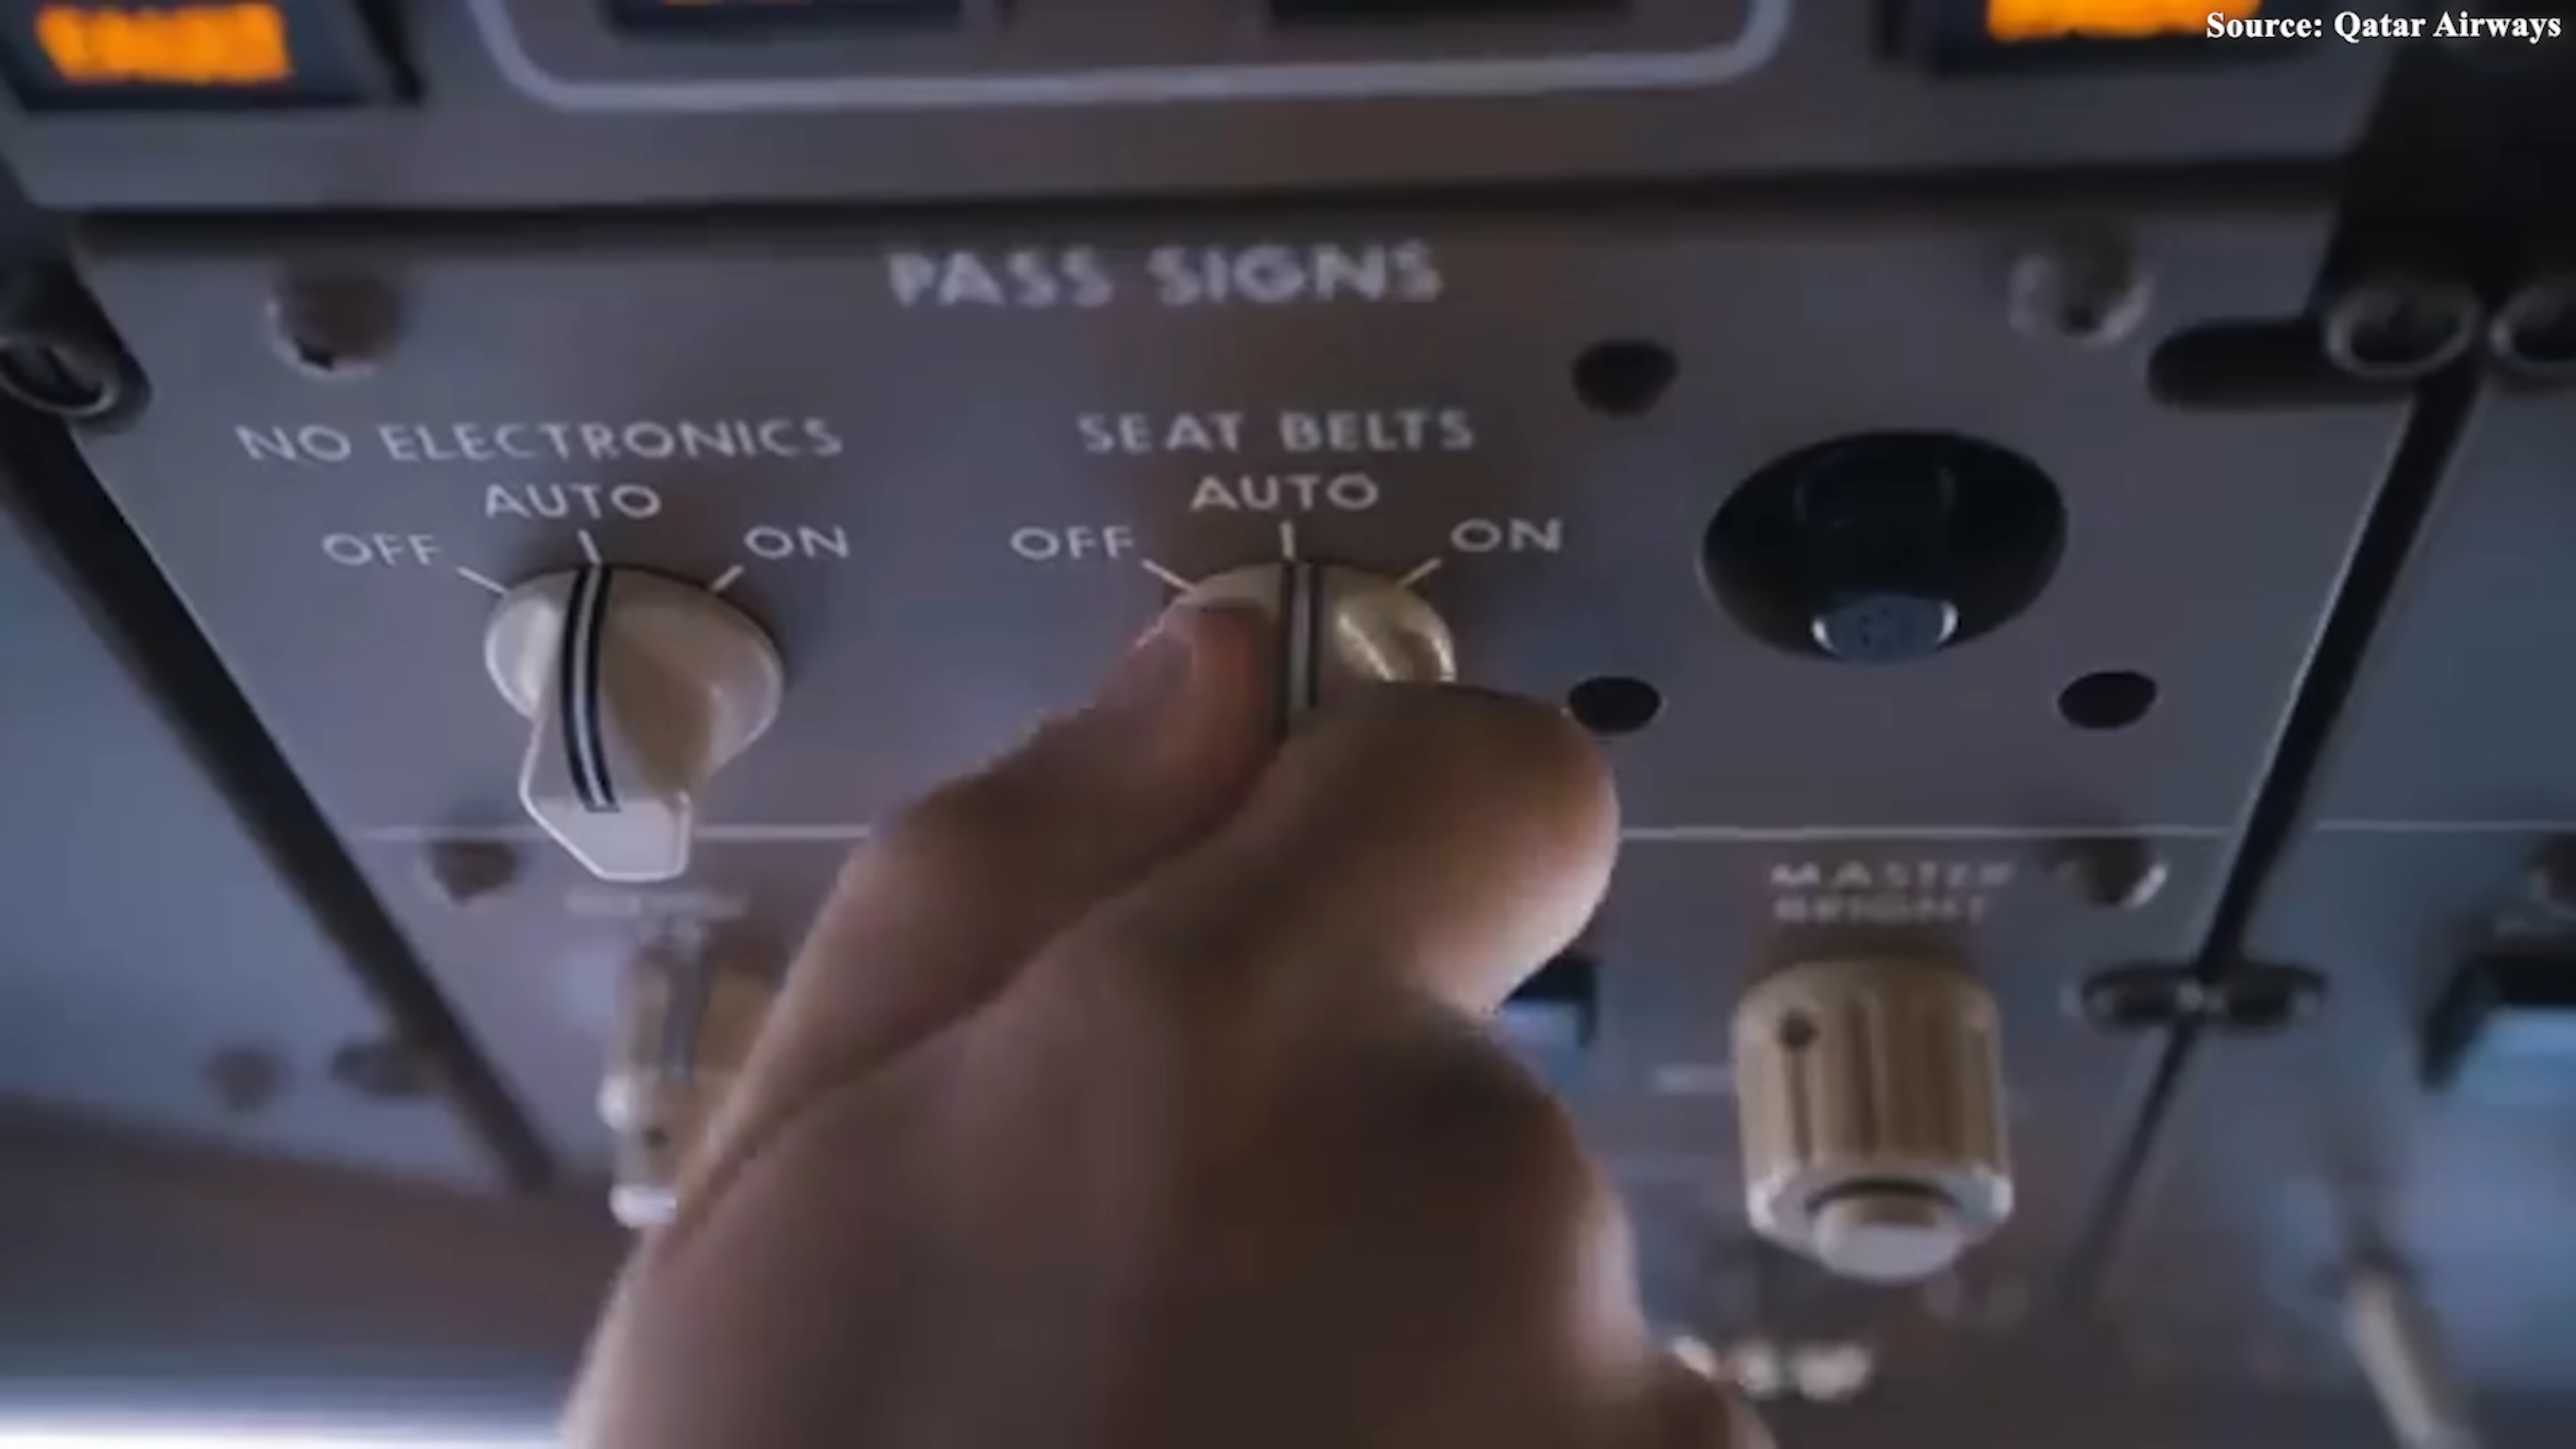 Source: Qatar Airways
PASS SIGNS
NO ELECTRONICS
AUTO
OFF
ON
SEAT BELTS
AUTO
OFF
ON
MASTER
BRIGHT